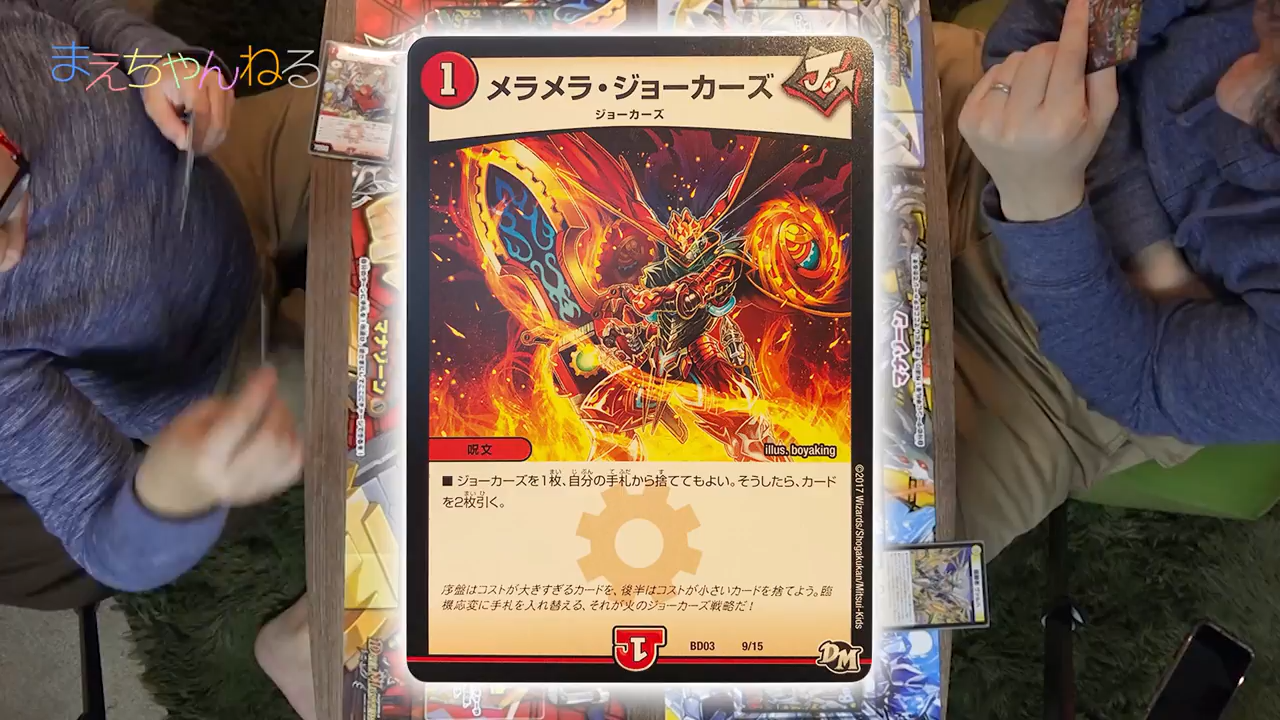 まえちゃんねる
1
メラメラ・ジョーカーズ
ジョーカーズ
呪文
illus. boyaking
■ ジョーカーズを1枚、自分の手札から捨ててもよい。そうしたら、カード
を2枚引く。
序盤はコストが大きすぎるカードを、後半はコストが小さいカードを捨てよう。臨
機応変に手札を入れ替える、それが火のジョーカーズ戦略だ！
1
BD03 9/15
DM
©2017 Wizards/Shogakukan/Mitsui-Kids
マナゾーン